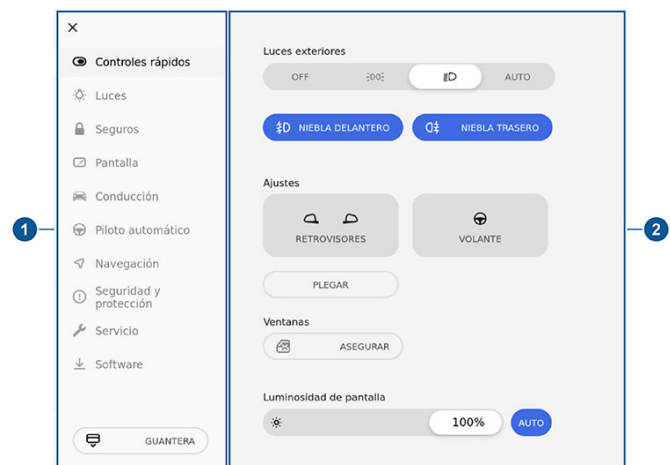 ×
Controles rápidos
Luces
Seguros
Pantalla
Conducción
Piloto automático
Navegación
Seguridad y
protección
Servicio
Software
GUANTERA
1
Luces exteriores
OFF
AUTO
NIEBLA DELANTERO
NIEBLA TRASERO
Ajustes
RETROVISORES
VOLANTE
PLEGAR
Ventanas
ASEGURAR
Luminosidad de pantalla
100%
AUTO
2